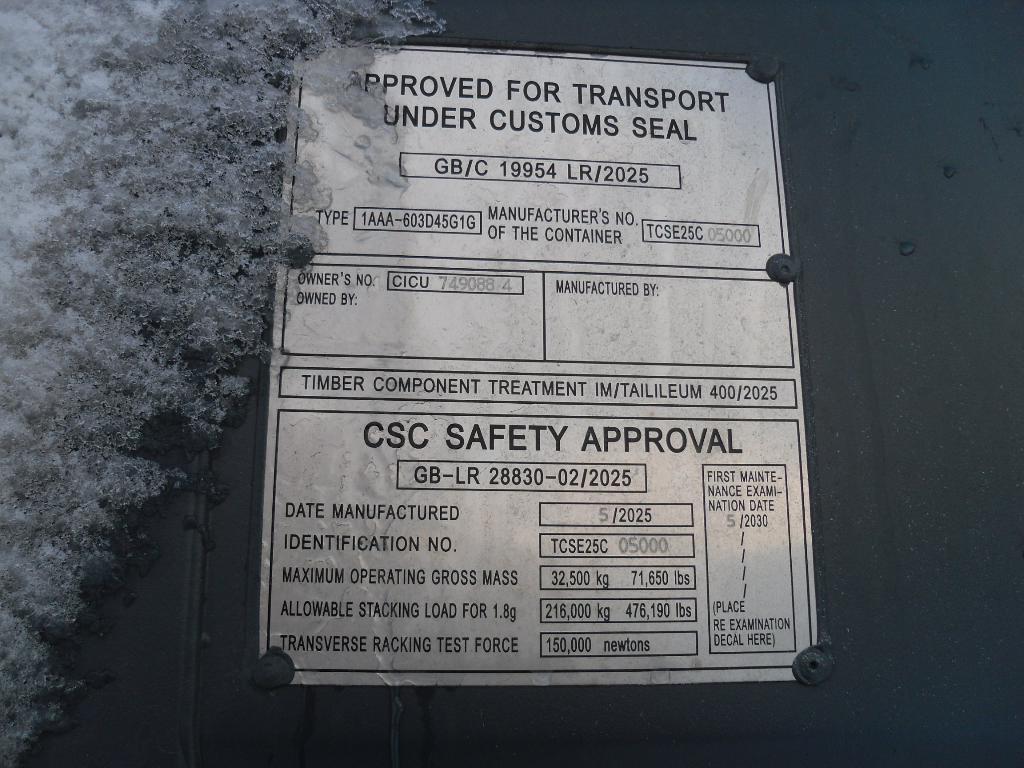 APPROVED FOR TRANSPORT
UNDER CUSTOMS SEAL
GB/C 19954 LR/2025
TYPE 1AAA-603D45G1G MANUFACTURER'S NO. OF THE CONTAINER TCSE25C 05000
OWNER'S NO. CICU 749088 4
OWNED BY:
MANUFACTURED BY:
TIMBER COMPONENT TREATMENT IM/TAILILEUM 400/2025
CSC SAFETY APPROVAL
GB-LR 28830-02/2025
DATE MANUFACTURED 5/2025
IDENTIFICATION NO. TCSE25C 05000
MAXIMUM OPERATING GROSS MASS 32,500 kg 71,650 lbs
ALLOWABLE STACKING LOAD FOR 1.8g 216,000 kg 476,190 lbs
TRANSVERSE RACKING TEST FORCE 150,000 newtons
FIRST MAINTE-
NANCE EXAMI-
NATION DATE
5/2030
(PLACE
RE EXAMINATION
DECAL HERE)